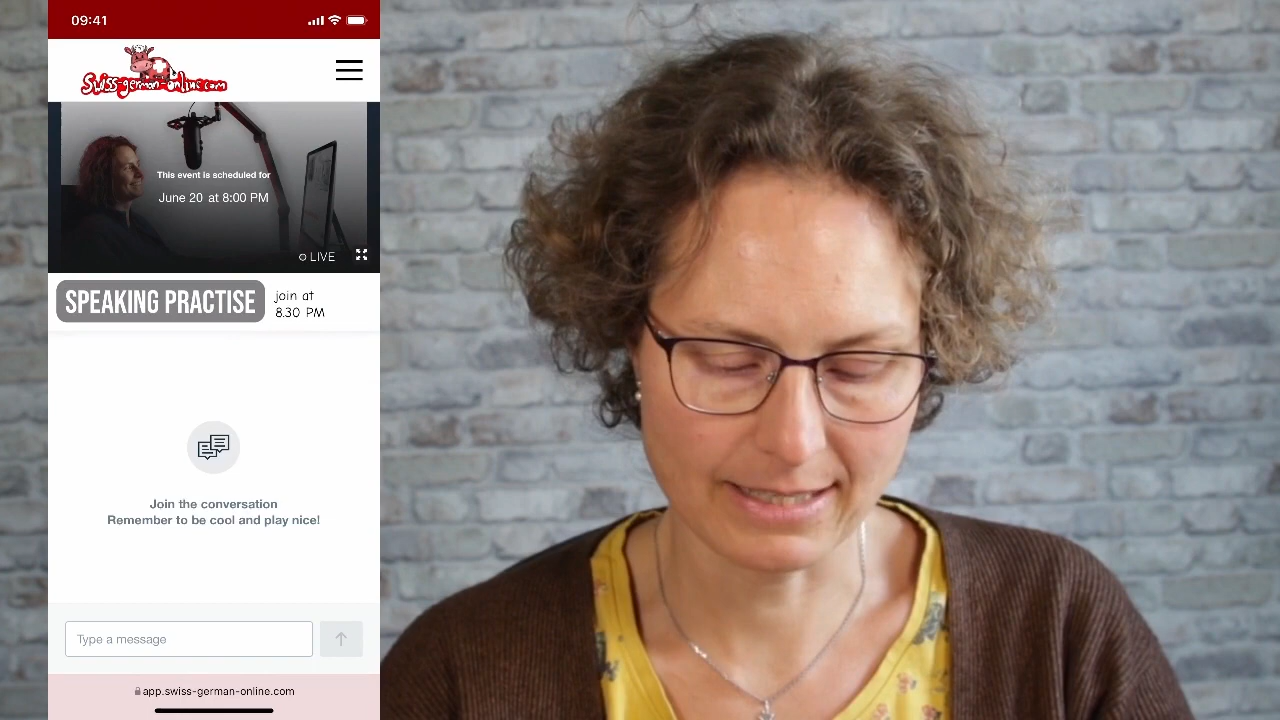 09:41
Swiss-german-online.com
This event is scheduled for
June 20 at 8:00 PM
LIVE
SPEAKING PRACTISE
join at
8.30 PM
Join the conversation
Remember to be cool and play nice!
Type a message
app.swiss-german-online.com